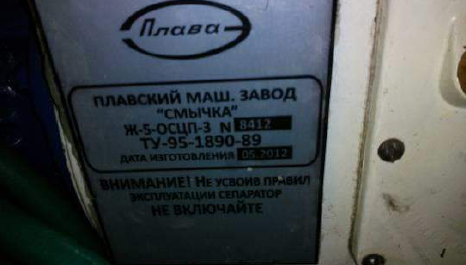 Плава
ПЛАВСКИЙ МАШ. ЗАВОД
"СМЫЧКА"
Ж-5-ОСЦП-3 N 8412
ТУ-95-1890-89
ДАТА ИЗГОТОВЛЕНИЯ 05.2012
ВНИМАНИЕ! НЕ УСВОИВ ПРАВИЛ
ЭКСПЛУАТАЦИИ СЕПАРАТОР
НЕ ВКЛЮЧАЙТЕ